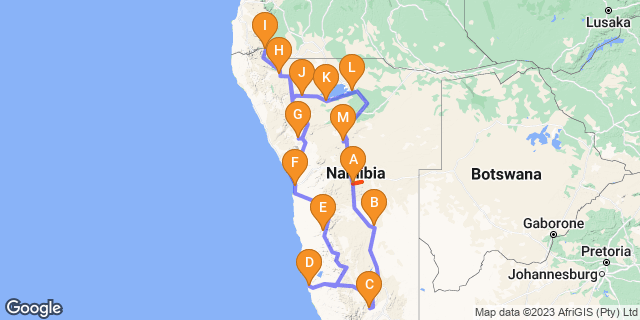 I
H
L
J
K
G
M
A
F
Namibia
B
E
D
C
Lusaka
Botswana
Gaborone
Pretoria
Johannesburg
Google
Map data ©2023 AfriGIS (Pty) Ltd